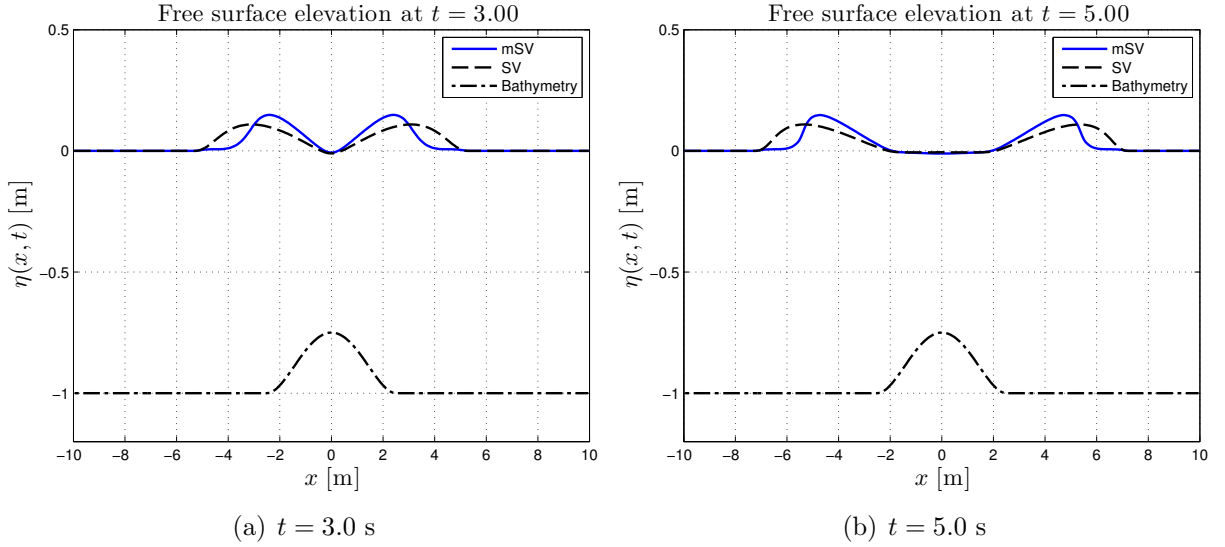 Free surface elevation at t = 3.00
0.5
0
−0.5
−1
η(x, t) [m]
mSV
SV
Bathymetry
−10 −8 −6 −4 −2 0 2 4 6 8 10
x [m]
(a) t = 3.0 s
Free surface elevation at t = 5.00
0.5
0
−0.5
−1
η(x, t) [m]
mSV
SV
Bathymetry
−10 −8 −6 −4 −2 0 2 4 6 8 10
x [m]
(b) t = 5.0 s